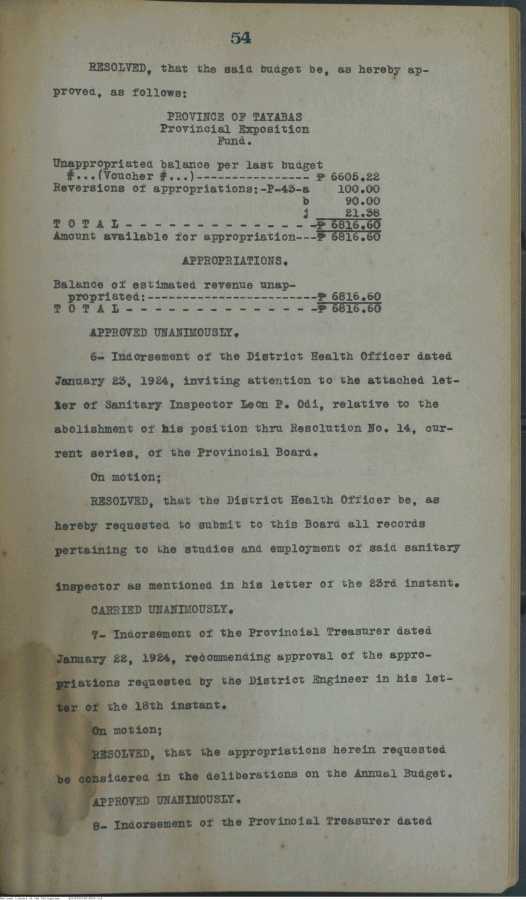 54
RESOLVED, that the said budget be, as hereby ap-
proved, as follows:
PROVINCE OF TAYABAS
Provincial Exposition
Fund.
Unappropriated balance per last budget
#...(Voucher #...)---------------- ₱ 6605.22
Reversions of appropriations:-P-43-a 100.00
b 90.00
j 21.38
T O T A L - - - - - - - - - - - - - -₱ 6816.60
Amount available for appropriation---₱ 6816.60
APPROPRIATIONS.
Balance of estimated revenue unap-
propriated:-----------------------₱ 6816.60
T O T A L - - - - - - - - - - - - - -₱ 6816.60
APPROVED UNANIMOUSLY.
6- Indorsement of the District Health Officer dated
January 23, 1924, inviting attention to the attached let-
ter of Sanitary Inspector Leon P. Odi, relative to the
abolishment of his position thru Resolution No. 14, cur-
rent series, of the Provincial Board.
On motion;
RESOLVED, that the District Health Officer be, as
hereby requested to submit to this Board all records
pertaining to the studies and employment of said sanitary
inspector as mentioned in his letter of the 23rd instant.
CARRIED UNANIMOUSLY.
7- Indorsement of the Provincial Treasurer dated
January 22, 1924, recommending approval of the appro-
priations requested by the District Engineer in his let-
ter of the 18th instant.
On motion;
RESOLVED, that the appropriations herein requested
be considered in the deliberations on the Annual Budget.
APPROVED UNANIMOUSLY.
8- Indorsement of the Provincial Treasurer dated
National Library of the Philippines